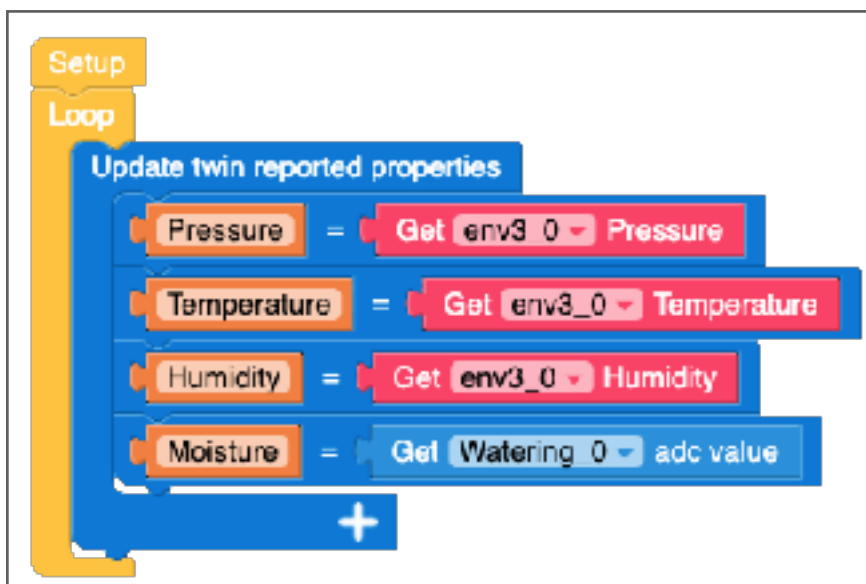 Setup
Loop
Update twin reported properties
Pressure = Get env3_0 Pressure
Temperature = Get env3_0 Temperature
Humidity = Get env3_0 Humidity
Moisture = Get Watering_0 adc value
+